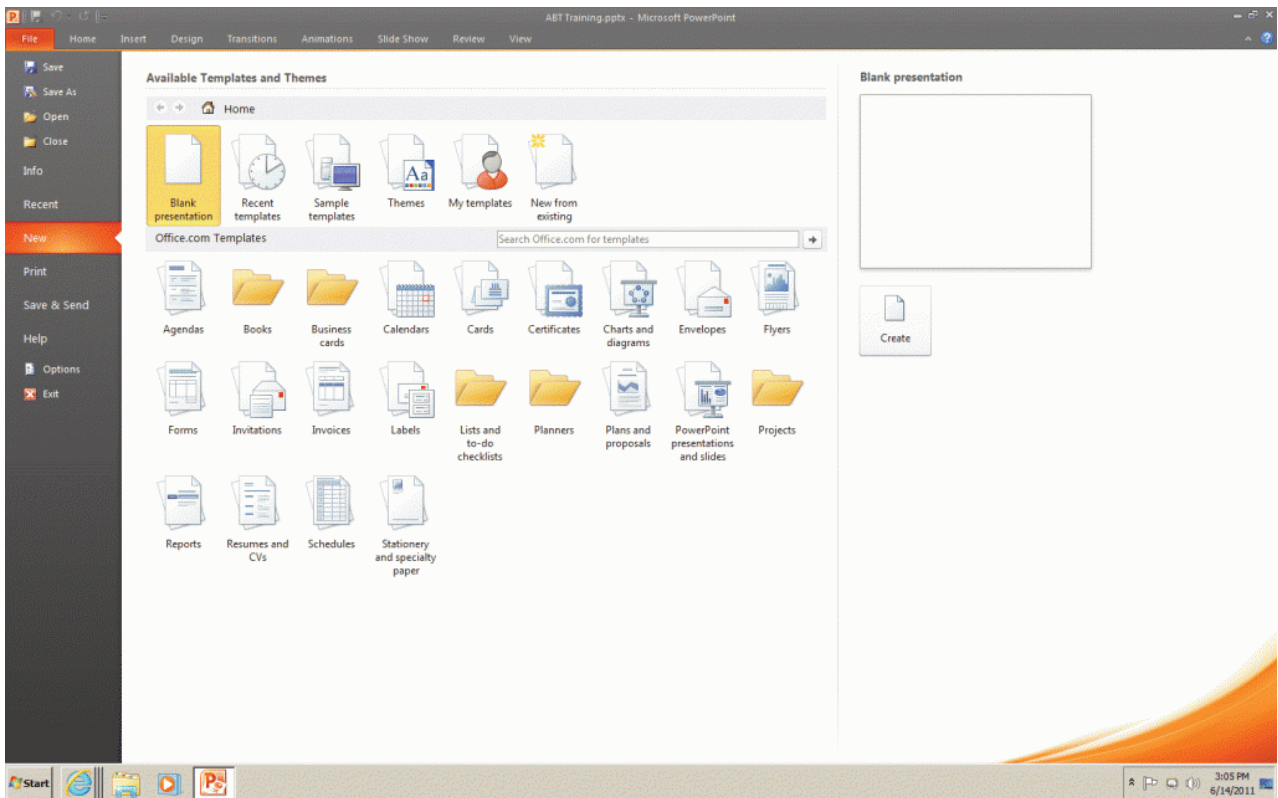 ABT Training.pptx - Microsoft PowerPoint
File Home Insert Design Transitions Animations Slide Show Review View
Save
Save As
Open
Close
Info
Recent
New
Print
Save & Send
Help
Options
Exit
Available Templates and Themes
Home
Blank presentation
Recent templates
Sample templates
Aa
Themes
My templates
New from existing
Office.com Templates
Search Office.com for templates
Agendas
Books
Business cards
Calendars
Cards
Certificates
Charts and diagrams
Envelopes
Flyers
Forms
Invitations
Invoices
Labels
Lists and to-do checklists
Planners
Plans and proposals
PowerPoint presentations and slides
Projects
Reports
Resumes and CVs
Schedules
Stationery and specialty paper
Blank presentation
Create
Start
3:05 PM
6/14/2011